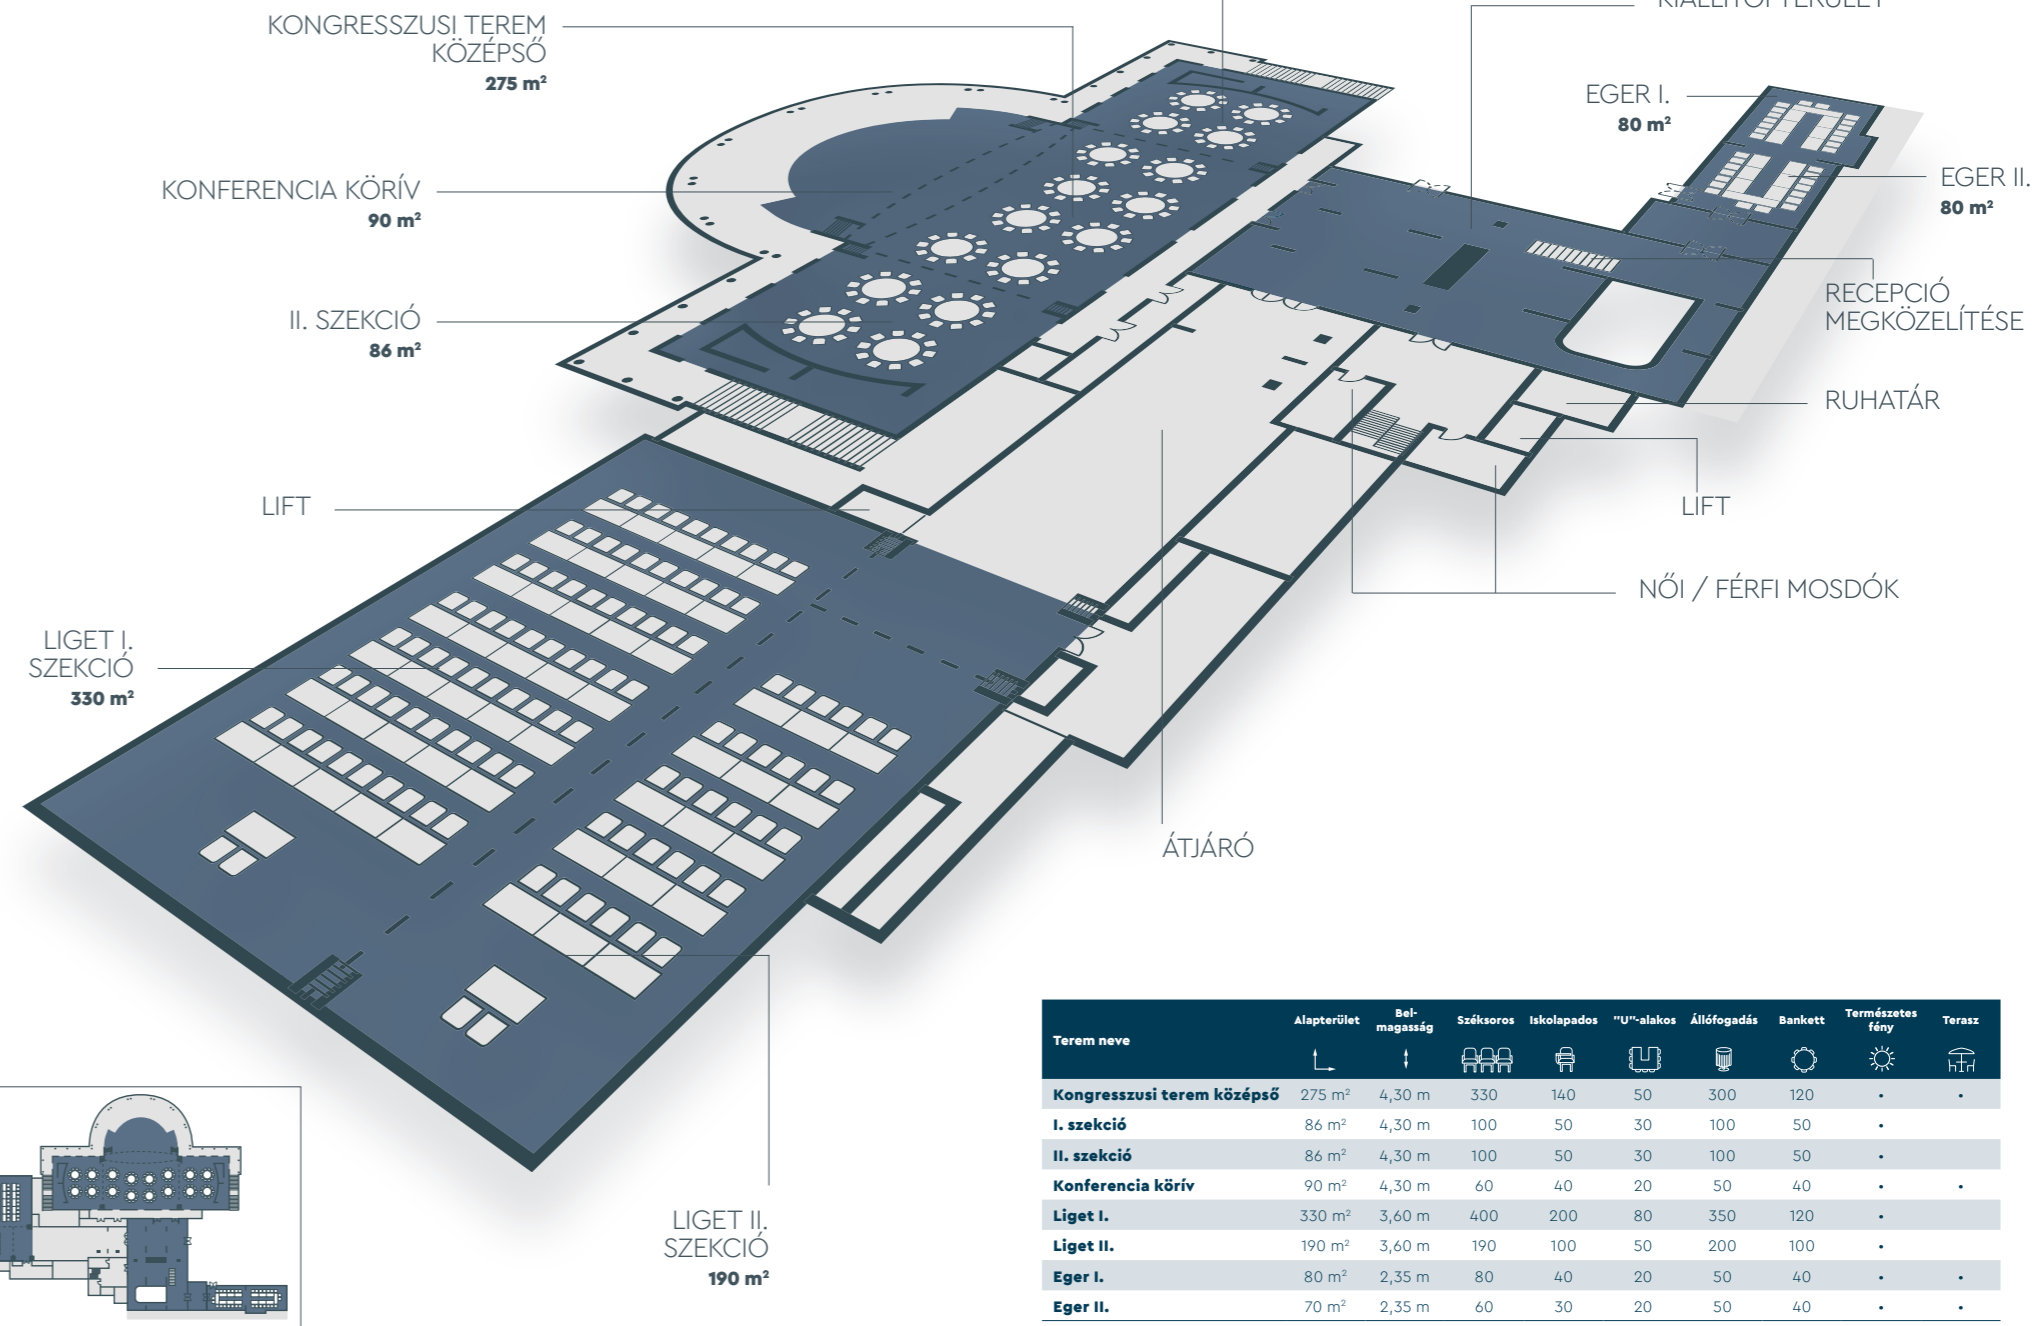 KIÁLLÍTÓI TERÜLET
KONGRESSZUSI TEREM
KÖZÉPSŐ
275 m²
EGER I.
80 m²
EGER II.
80 m²
KONFERENCIA KÖRÍV
90 m²
II. SZEKCIÓ
86 m²
RECEPCIÓ
MEGKÖZELÍTÉSE
RUHATÁR
LIFT
LIFT
NŐI / FÉRFI MOSDÓK
LIGET I.
SZEKCIÓ
330 m²
ÁTJÁRÓ
LIGET II.
SZEKCIÓ
190 m²
Terem neve Alapterület Bel-magasság Széksoros Iskolapados "U"-alakos Állófogadás Bankett Természetes fény Terasz
Kongresszusi terem középső 275 m² 4,30 m 330 140 50 300 120 • •
I. szekció 86 m² 4,30 m 100 50 30 100 50 •
II. szekció 86 m² 4,30 m 100 50 30 100 50 •
Konferencia körív 90 m² 4,30 m 60 40 20 50 40 • •
Liget I. 330 m² 3,60 m 400 200 80 350 120 •
Liget II. 190 m² 3,60 m 190 100 50 200 100 •
Eger I. 80 m² 2,35 m 80 40 20 50 40 • •
Eger II. 70 m² 2,35 m 60 30 20 50 40 • •